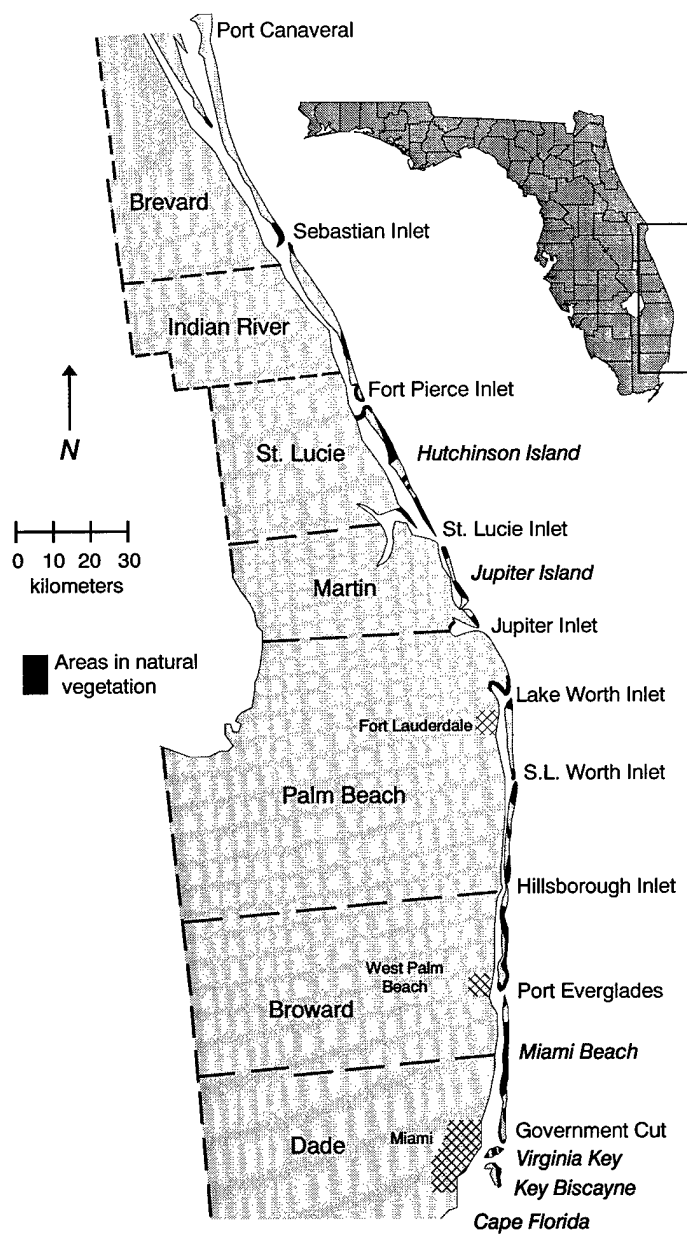 Port Canaveral
Brevard
Sebastian Inlet
Indian River
Fort Pierce Inlet
N
St. Lucie
Hutchinson Island
St. Lucie Inlet
0 10 20 30
kilometers
Martin
Jupiter Island
Jupiter Inlet
Areas in natural
vegetation
Lake Worth Inlet
Fort Lauderdale
S.L. Worth Inlet
Palm Beach
Hillsborough Inlet
West Palm
Beach
Port Everglades
Broward
Miami Beach
Government Cut
Miami
Dade
Virginia Key
Key Biscayne
Cape Florida